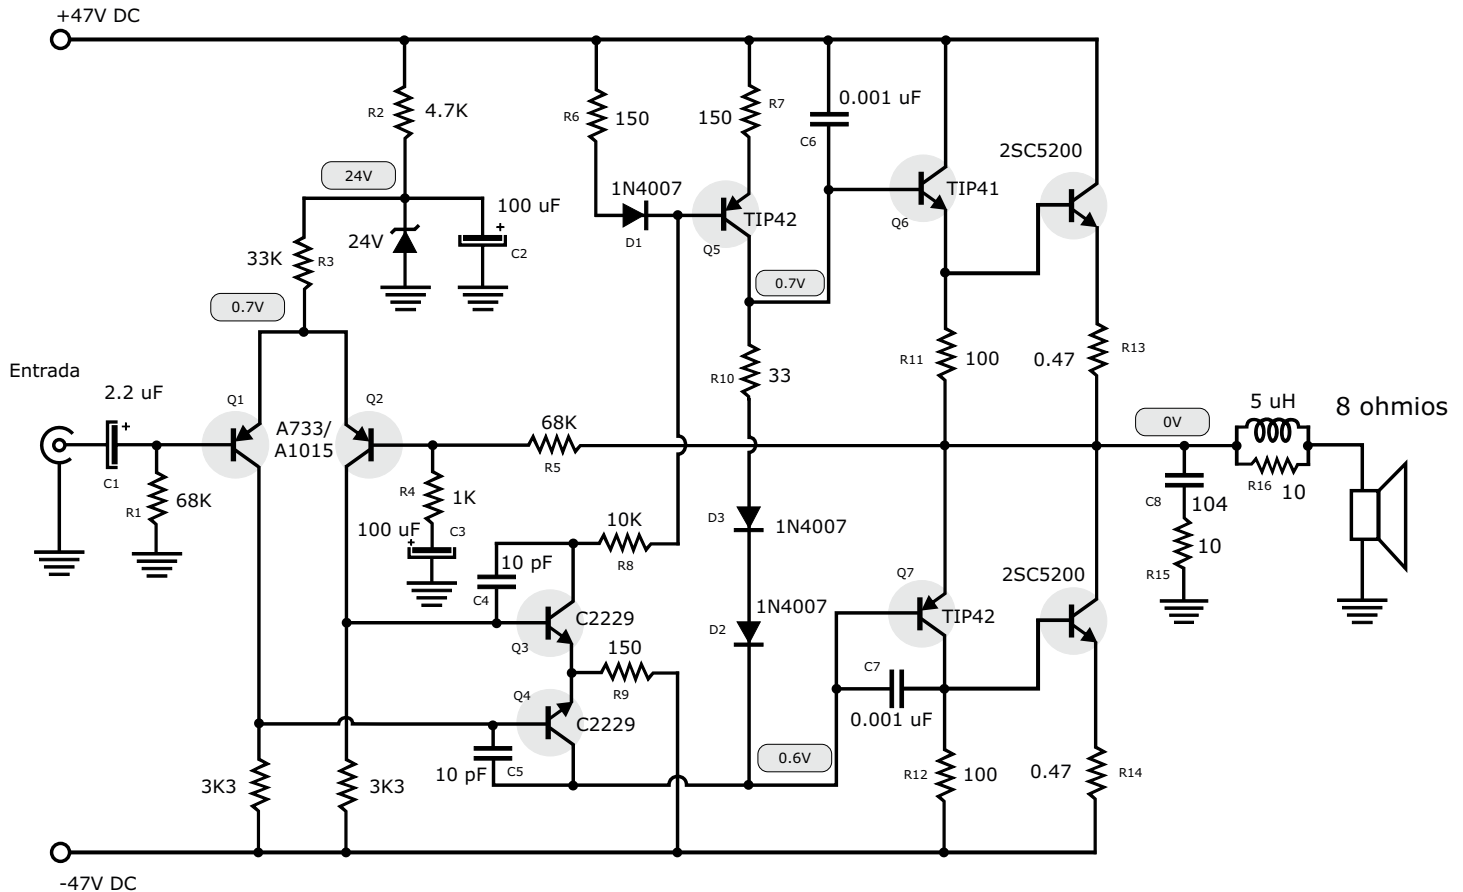 +47V DC
R2
4.7K
R6
150
150
R7
0.001 uF
C6
2SC5200
24V
1N4007
TIP41
100 uF
TIP42
24V
C2
D1
Q5
Q6
33K
R3
0.7V
0.7V
R10
33
R11
100
0.47
R13
Entrada
2.2 uF
Q1
Q2
A733/
A1015
68K
R5
0V
5 uH
8 ohmios
R16
10
C1
R1
68K
R4
1K
100 uF
C3
C8
104
10
R15
10K
R8
D3
1N4007
10 pF
C4
Q7
2SC5200
1N4007
TIP42
C2229
Q3
150
R9
D2
C7
0.001 uF
Q4
C2229
10 pF
C5
0.6V
3K3
3K3
R12
100
0.47
R14
-47V DC